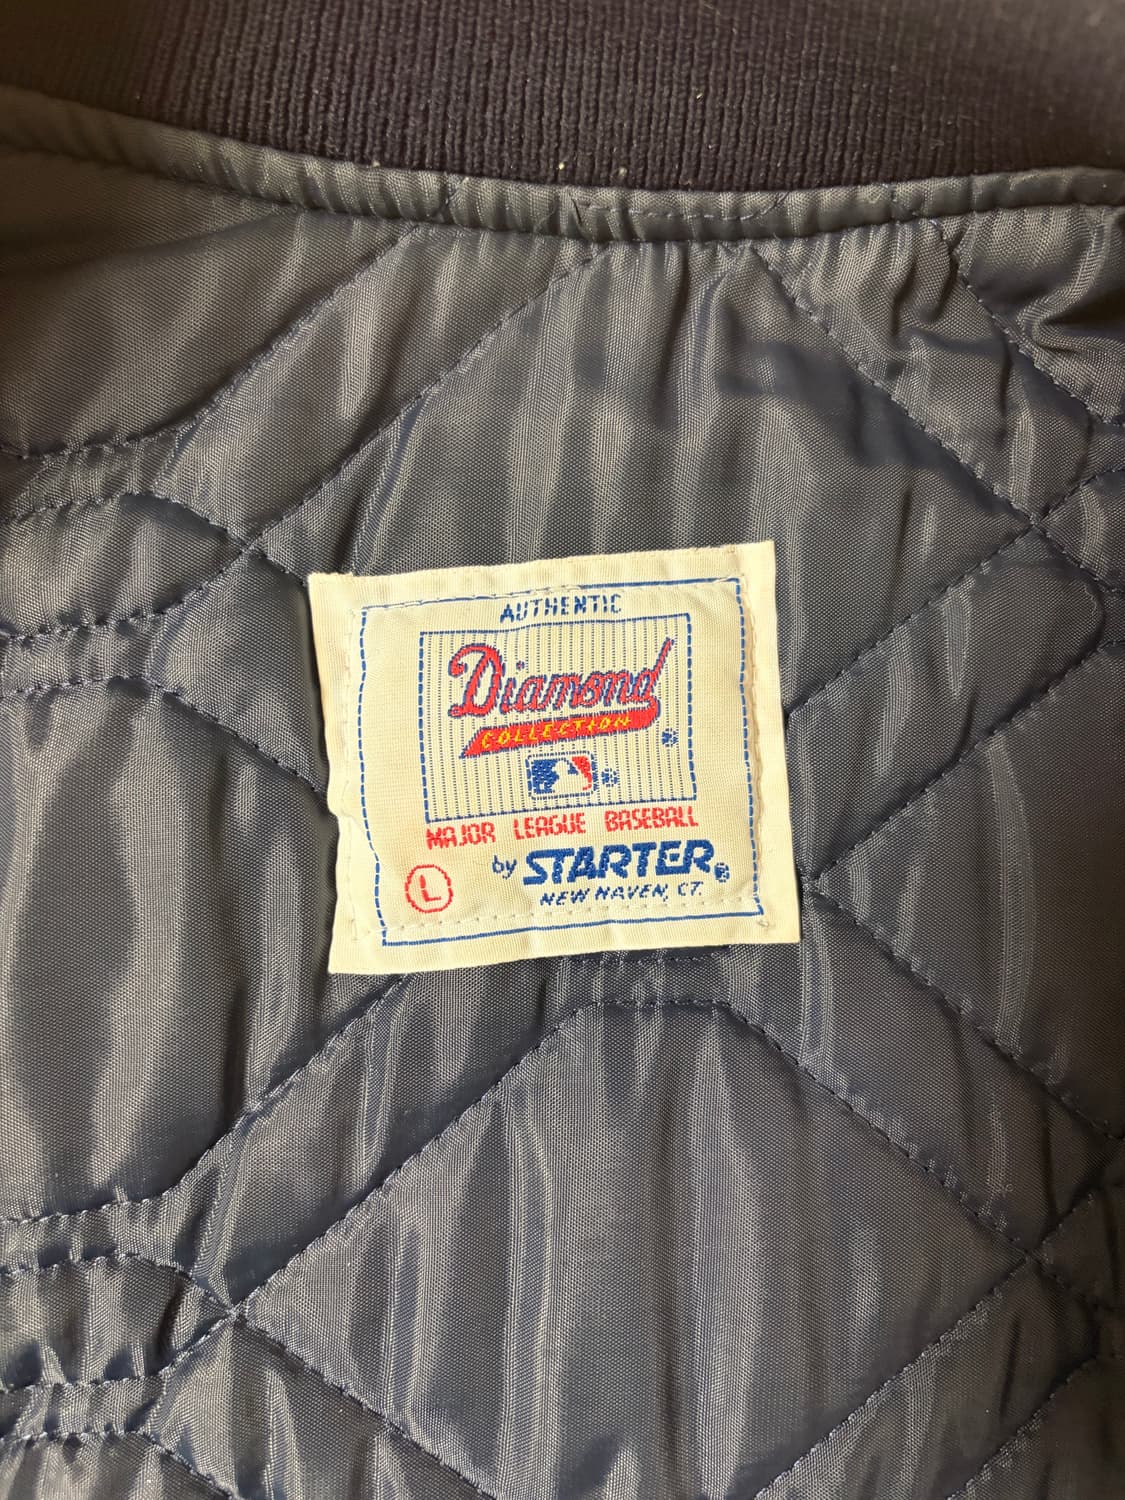 AUTHENTIC
Diamond
COLLECTION
MAJOR LEAGUE BASEBALL
L
by STARTER
NEW HAVEN, CT.